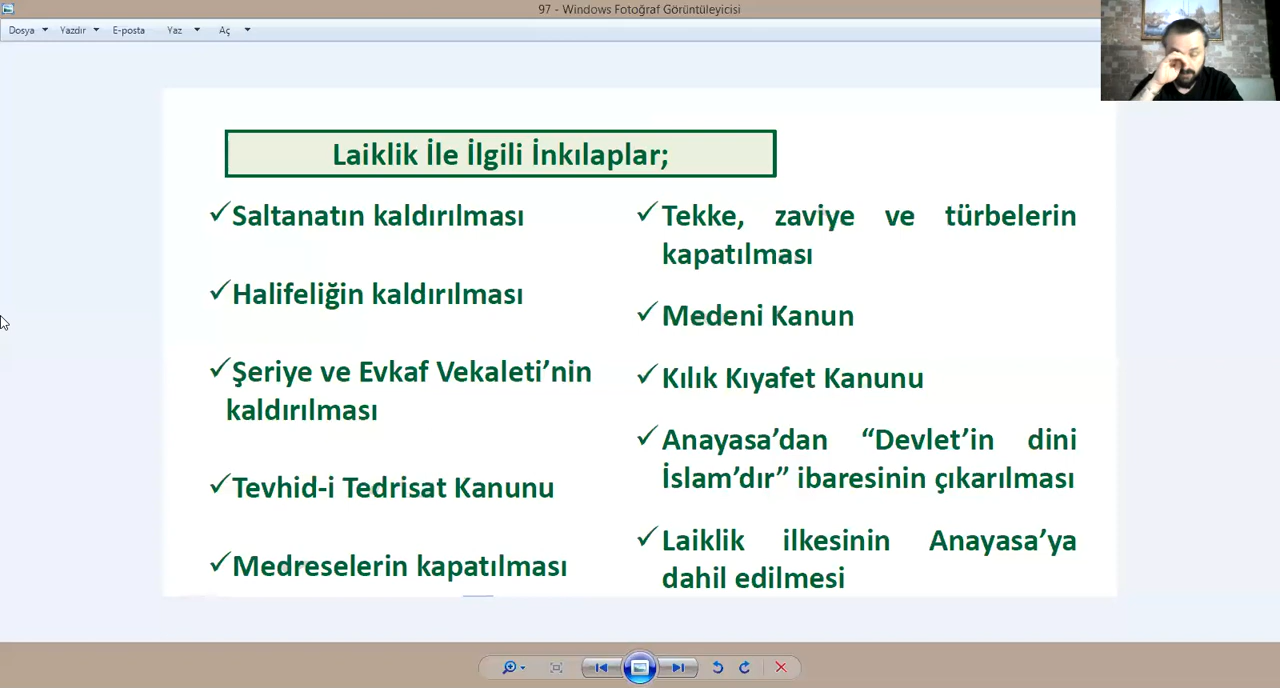 97 - Windows Fotoğraf Görüntüleyicisi
Dosya Yazdır E-posta Yaz Aç
Laiklik İle İlgili İnkılaplar;
Saltanatın kaldırılması
Halifeliğin kaldırılması
Şeriye ve Evkaf Vekaleti’nin
kaldırılması
Tevhid-i Tedrisat Kanunu
Medreselerin kapatılması
Tekke, zaviye ve türbelerin
kapatılması
Medeni Kanun
Kılık Kıyafet Kanunu
Anayasa’dan “Devlet’in dini
İslam’dır” ibaresinin çıkarılması
Laiklik ilkesinin Anayasa’ya
dahil edilmesi